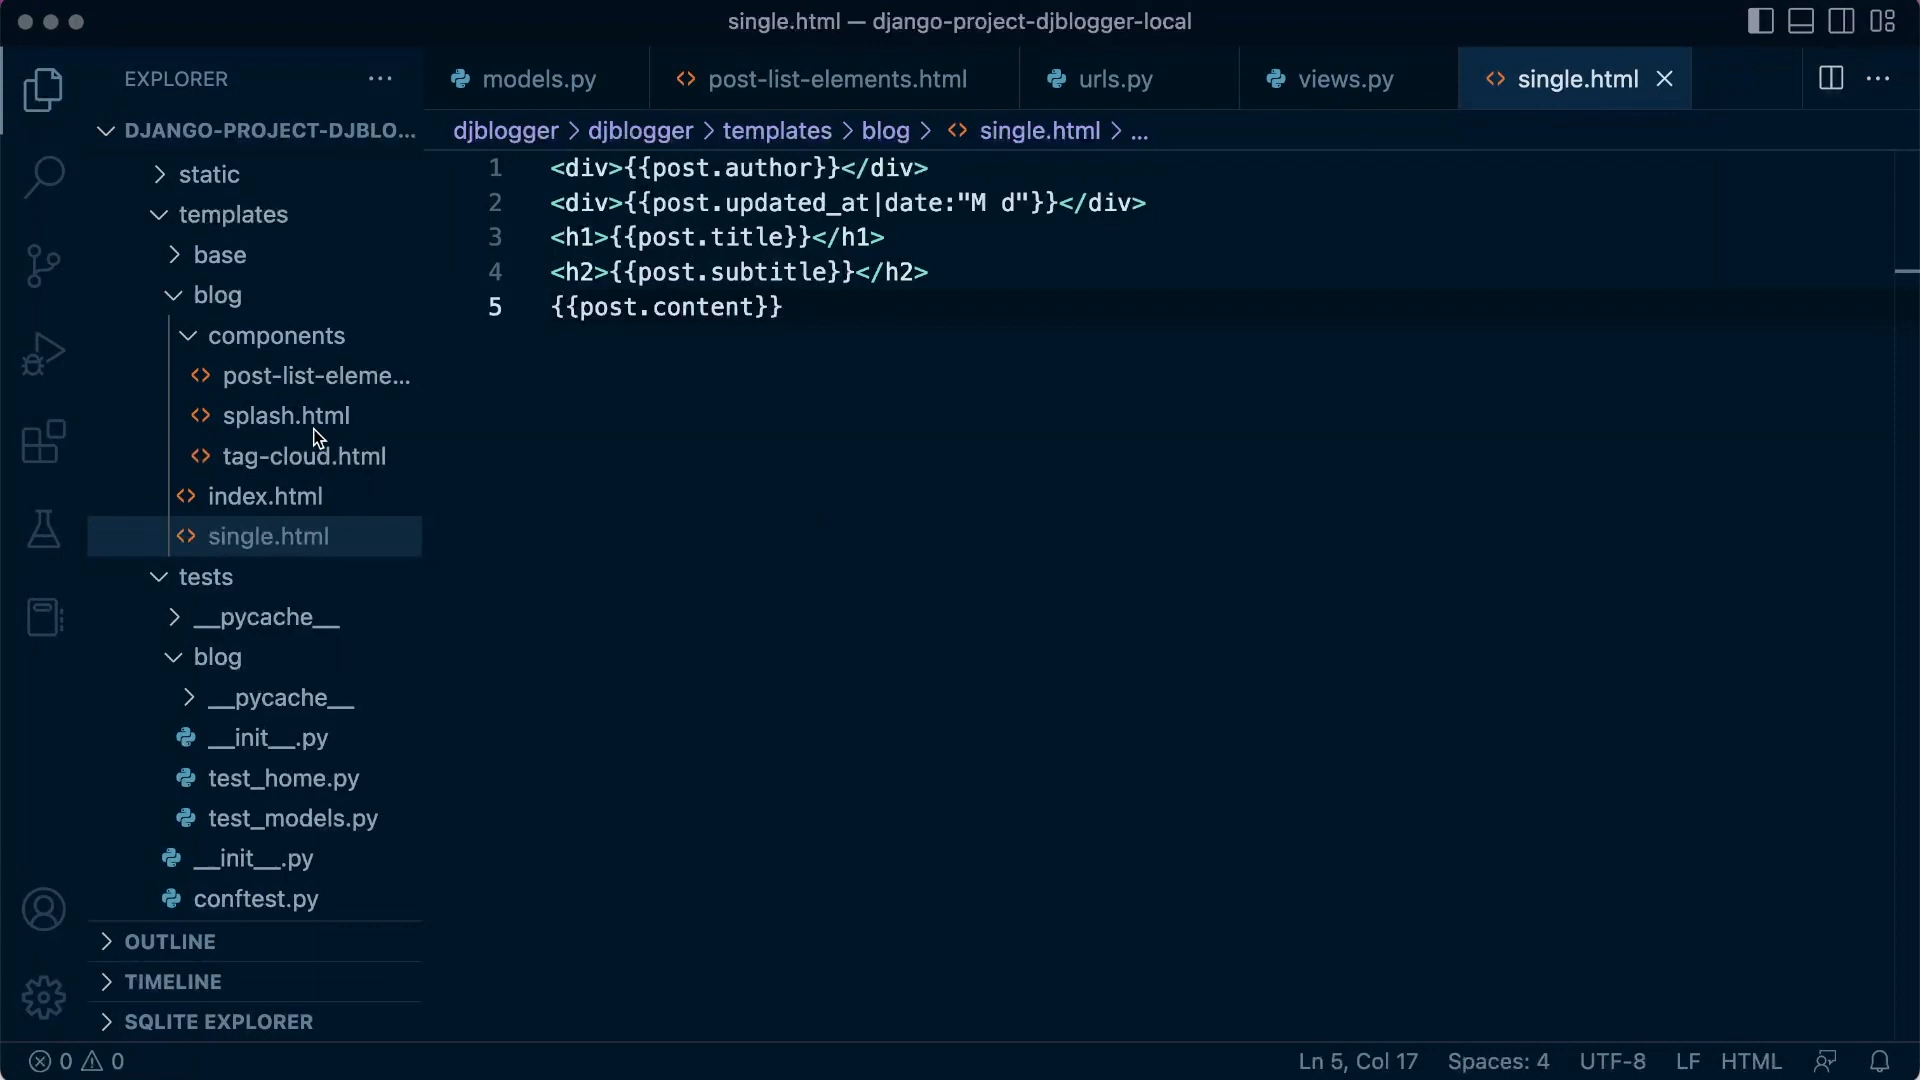 single.html — django-project-djblogger-local
EXPLORER
models.py
post-list-elements.html
urls.py
views.py
single.html
DJANGO-PROJECT-DJBLO...
djblogger > djblogger > templates > blog > single.html > ...
static
templates
base
blog
components
post-list-eleme...
splash.html
tag-cloud.html
index.html
single.html
tests
__pycache__
blog
__pycache__
__init__.py
test_home.py
test_models.py
__init__.py
conftest.py
OUTLINE
TIMELINE
SQLITE EXPLORER
1 <div>{{post.author}}</div>
2 <div>{{post.updated_at|date:"M d"}}</div>
3 <h1>{{post.title}}</h1>
4 <h2>{{post.subtitle}}</h2>
5 {{post.content}}
0 0
Ln 5, Col 17 Spaces: 4 UTF-8 LF HTML